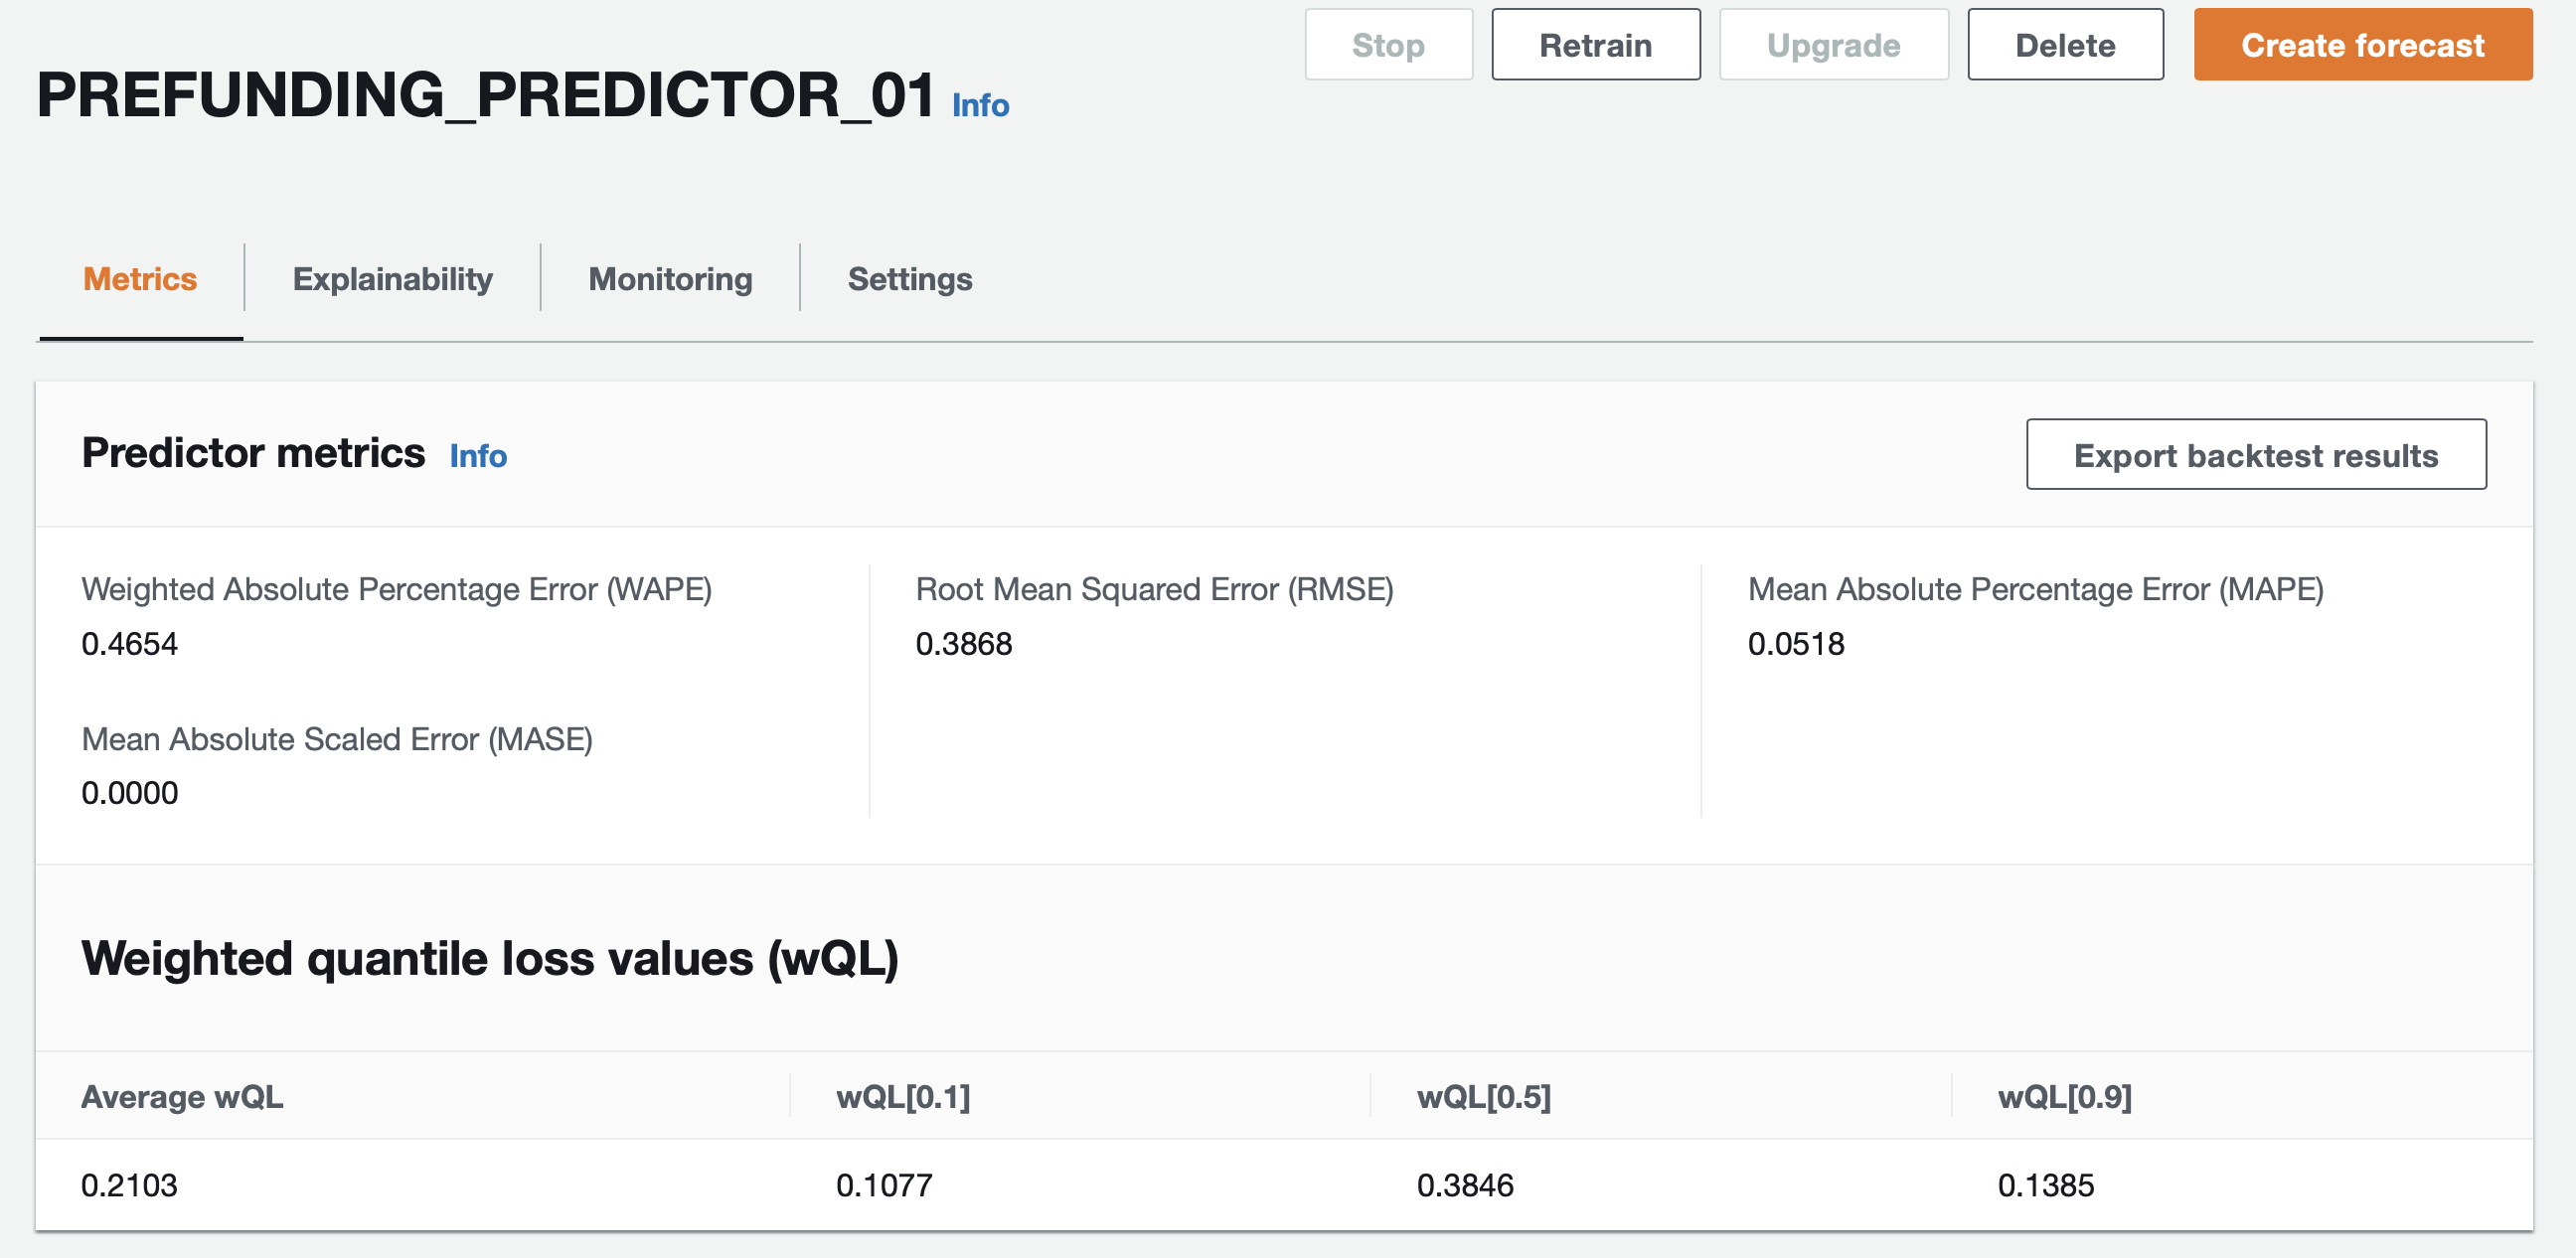 Stop Retrain Upgrade Delete Create forecast
PREFUNDING_PREDICTOR_01 Info
Metrics Explainability Monitoring Settings
Predictor metrics Info Export backtest results
Weighted Absolute Percentage Error (WAPE) Root Mean Squared Error (RMSE) Mean Absolute Percentage Error (MAPE)
0.4654 0.3868 0.0518
Mean Absolute Scaled Error (MASE)
0.0000
Weighted quantile loss values (wQL)
Average wQL wQL[0.1] wQL[0.5] wQL[0.9]
0.2103 0.1077 0.3846 0.1385